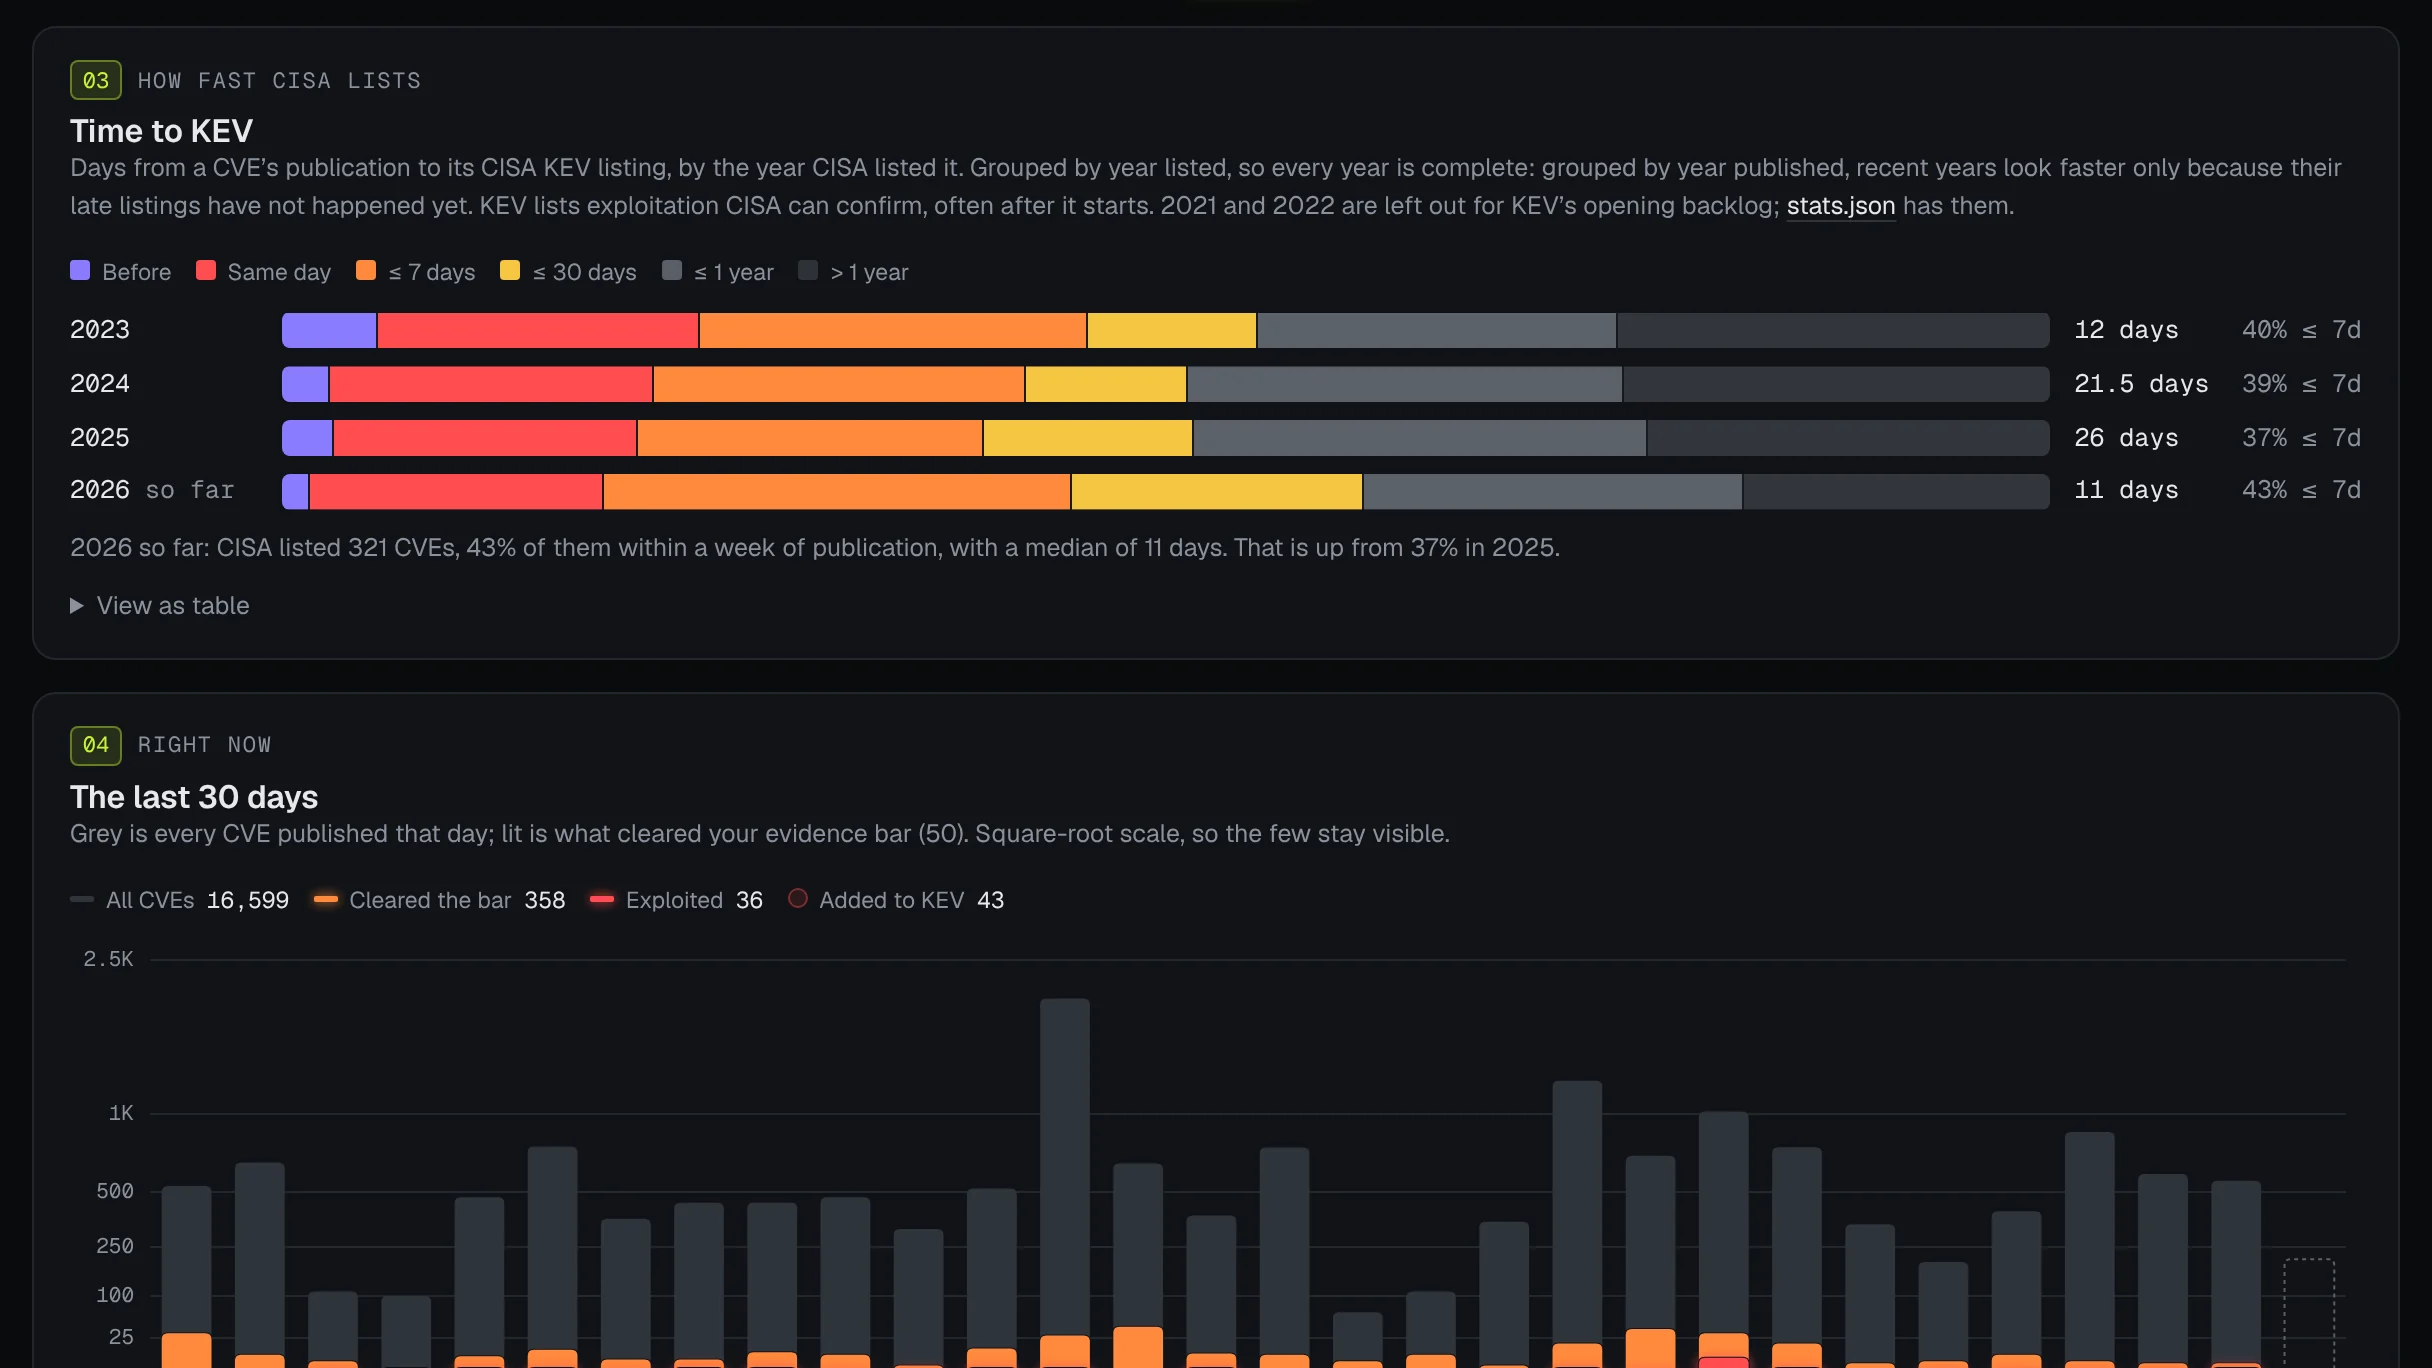 03 HOW FAST CISA LISTS
Time to KEV
Days from a CVE’s publication to its CISA KEV listing, by the year CISA listed it. Grouped by year listed, so every year is complete: grouped by year published, recent years look faster only because their
late listings have not happened yet. KEV lists exploitation CISA can confirm, often after it starts. 2021 and 2022 are left out for KEV’s opening backlog; stats.json has them.
Before Same day ≤ 7 days ≤ 30 days ≤ 1 year > 1 year
2023 12 days 40% ≤ 7d
2024 21.5 days 39% ≤ 7d
2025 26 days 37% ≤ 7d
2026 so far 11 days 43% ≤ 7d
2026 so far: CISA listed 321 CVEs, 43% of them within a week of publication, with a median of 11 days. That is up from 37% in 2025.
▶ View as table
04 RIGHT NOW
The last 30 days
Grey is every CVE published that day; lit is what cleared your evidence bar (50). Square-root scale, so the few stay visible.
All CVEs 16,599 Cleared the bar 358 Exploited 36 Added to KEV 43
2.5K
1K
500
250
100
25